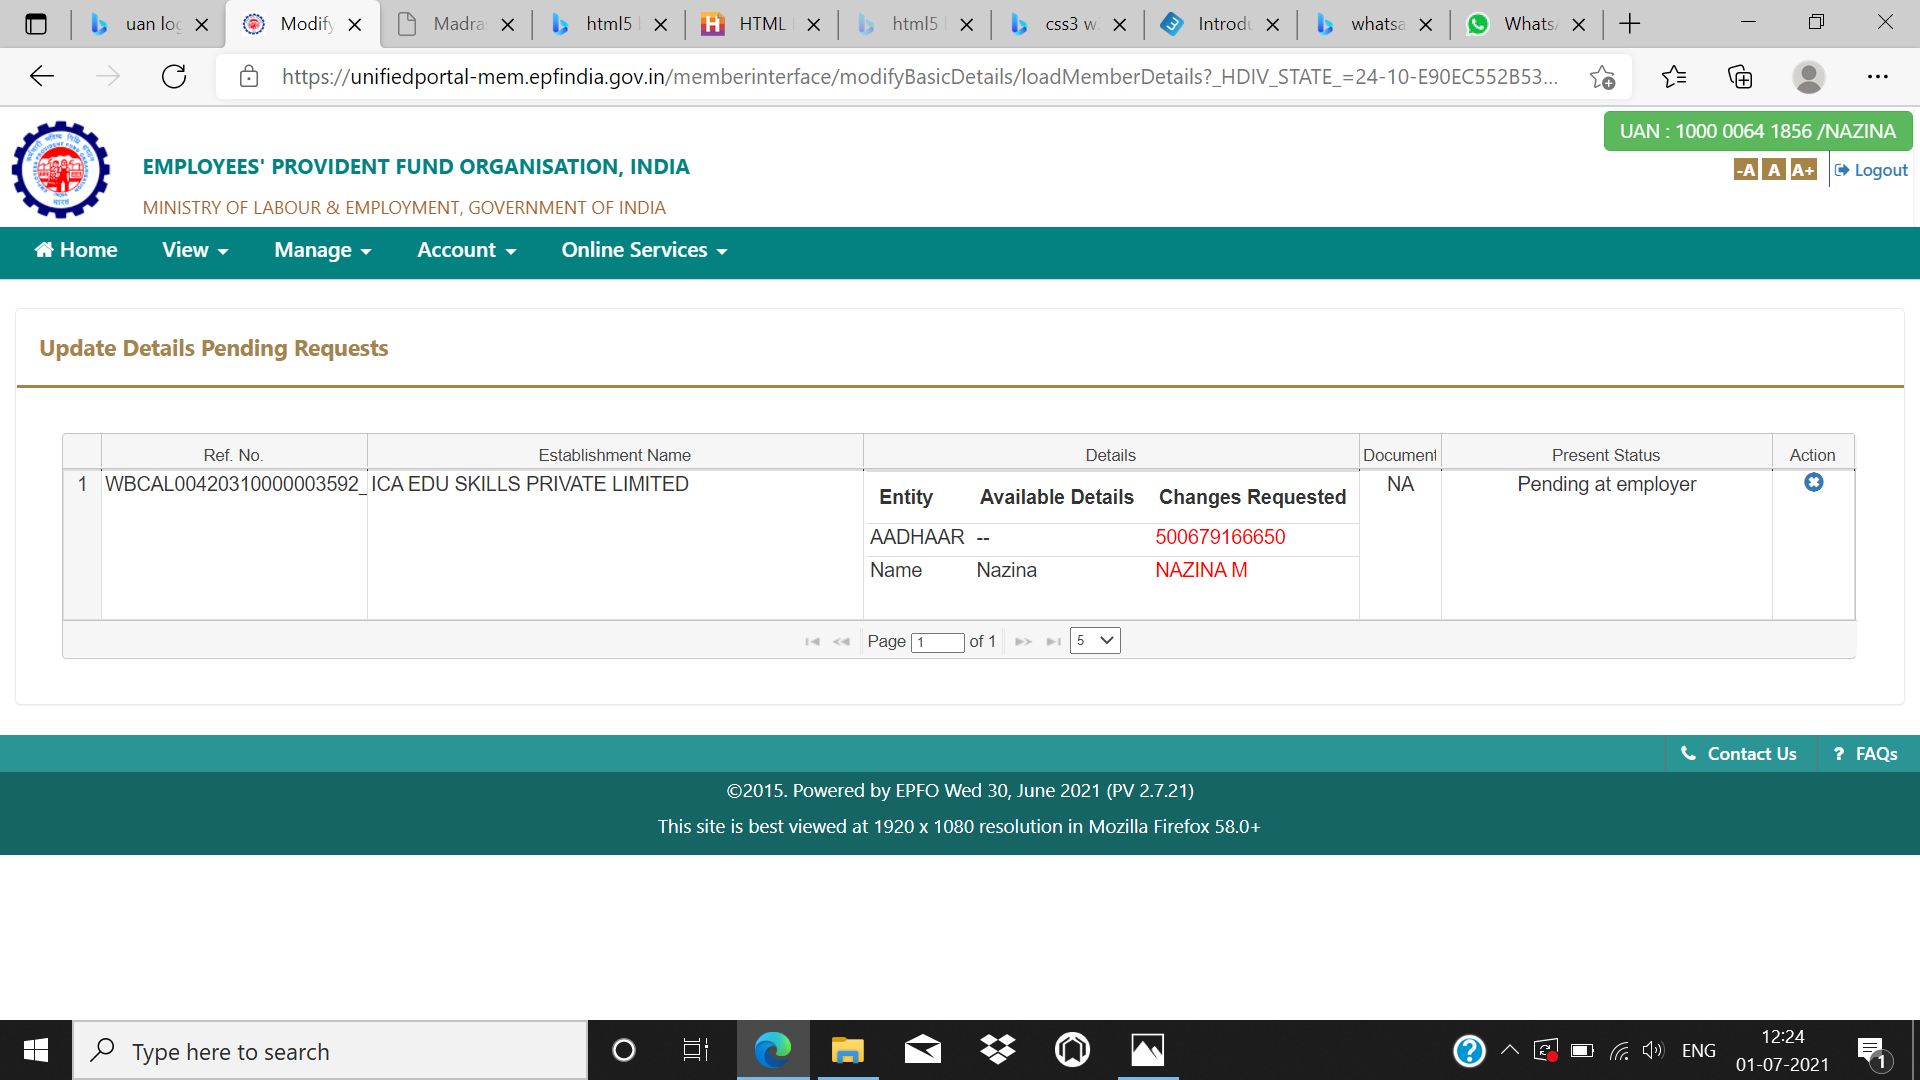 uan log
Modify
Madra
html5
HTML
html5
css3 w
Introdu
whatsa
Whats
https://unifiedportal-mem.epfindia.gov.in/memberinterface/modifyBasicDetails/loadMemberDetails?_HDIV_STATE_=24-10-E90EC552B53...
UAN : 1000 0064 1856 /NAZINA
EMPLOYEES' PROVIDENT FUND ORGANISATION, INDIA
-A A A+ Logout
MINISTRY OF LABOUR & EMPLOYMENT, GOVERNMENT OF INDIA
Home View Manage Account Online Services
Update Details Pending Requests
Ref. No. Establishment Name Details Document Present Status Action
1 WBCAL00420310000003592_ ICA EDU SKILLS PRIVATE LIMITED NA Pending at employer
Entity Available Details Changes Requested
AADHAAR -- 500679166650
Name Nazina NAZINA M
Page 1 of 1 5
Contact Us ? FAQs
©2015. Powered by EPFO Wed 30, June 2021 (PV 2.7.21)
This site is best viewed at 1920 x 1080 resolution in Mozilla Firefox 58.0+
Type here to search
ENG
12:24
01-07-2021
1